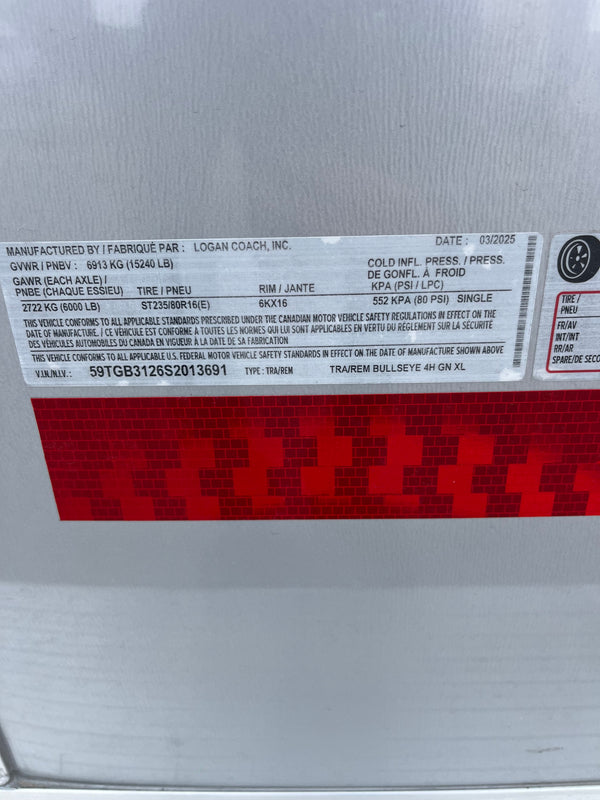 MANUFACTURED BY / FABRIQUÉ PAR : LOGAN COACH, INC. DATE : 03/2025
GVWR / PNBV : 6913 KG (15240 LB) COLD INFL. PRESS. / PRESS.
DE GONFL. À FROID
GAWR (EACH AXLE) / KPA (PSI / LPC)
PNBE (CHAQUE ESSIEU) TIRE / PNEU RIM / JANTE
2722 KG (6000 LB) ST235/80R16(E) 6KX16 552 KPA (80 PSI) SINGLE
THIS VEHICLE CONFORMS TO ALL APPLICABLE STANDARDS PRESCRIBED UNDER THE CANADIAN MOTOR VEHICLE SAFETY REGULATIONS IN EFFECT ON THE
DATE OF MANUFACTURE. / CE VÉHICULE EST CONFORME À TOUTES LES NORMES QUI LUI SONT APPLICABLES EN VERTU DU RÈGLEMENT SUR LA SÉCURITÉ
DES VÉHICULES AUTOMOBILES DU CANADA EN VIGUEUR À LA DATE DE SA FABRICATION
THIS VEHICLE CONFORMS TO ALL APPLICABLE U.S. FEDERAL MOTOR VEHICLE SAFETY STANDARDS IN EFFECT ON THE DATE OF MANUFACTURE SHOWN ABOVE
V.I.N./N.I.V.: 59TGB3126S2013691 TYPE : TRA/REM TRA/REM BULLSEYE 4H GN XL
TIRE /
PNEU
FR/AV
INT/INT
RR/AR
SPARE/DE SECO